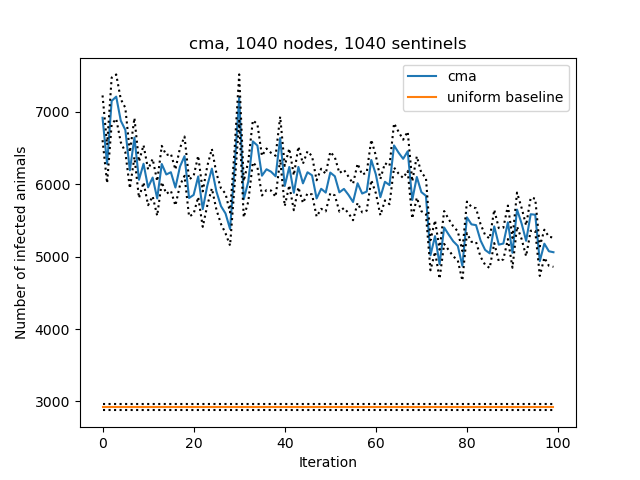 cma, 1040 nodes, 1040 sentinels
cma
uniform baseline
Number of infected animals
7000
6000
5000
4000
3000
0 20 40 60 80 100
Iteration